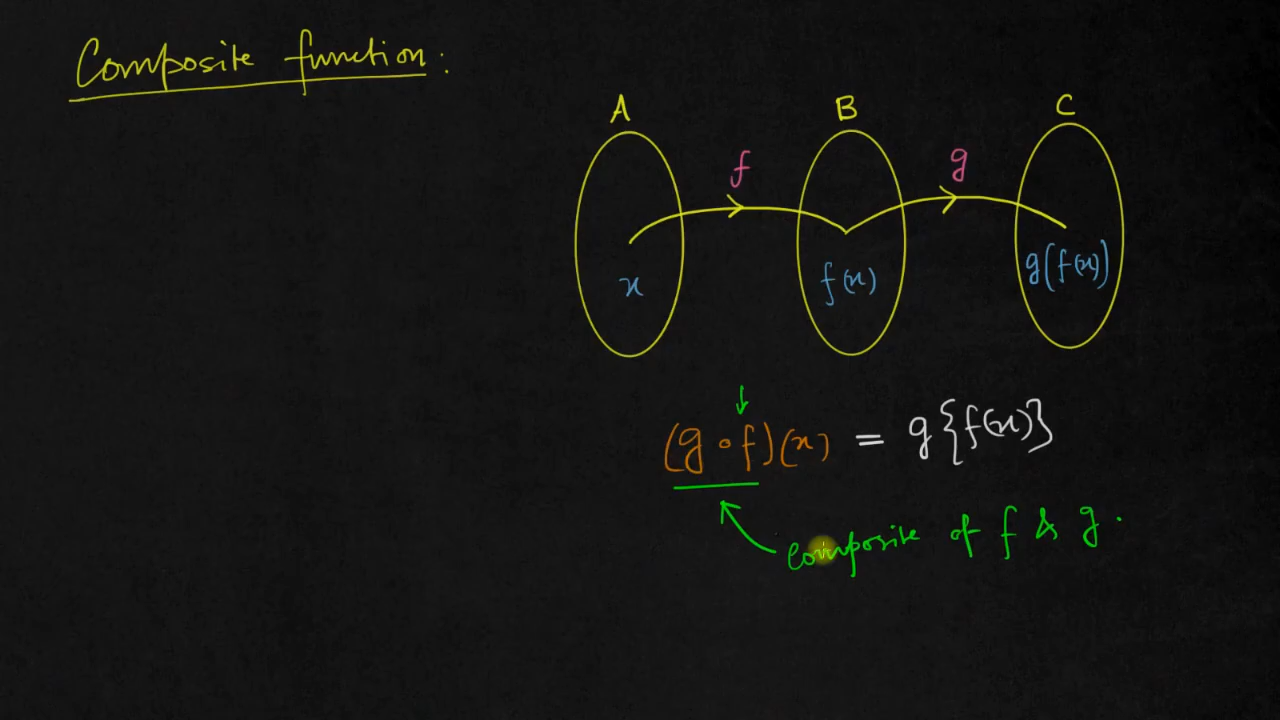 Composite function:
A B C
f g
x f(x) g(f(x))
(g∘f)(x) = g{f(x)}
composite of f & g.